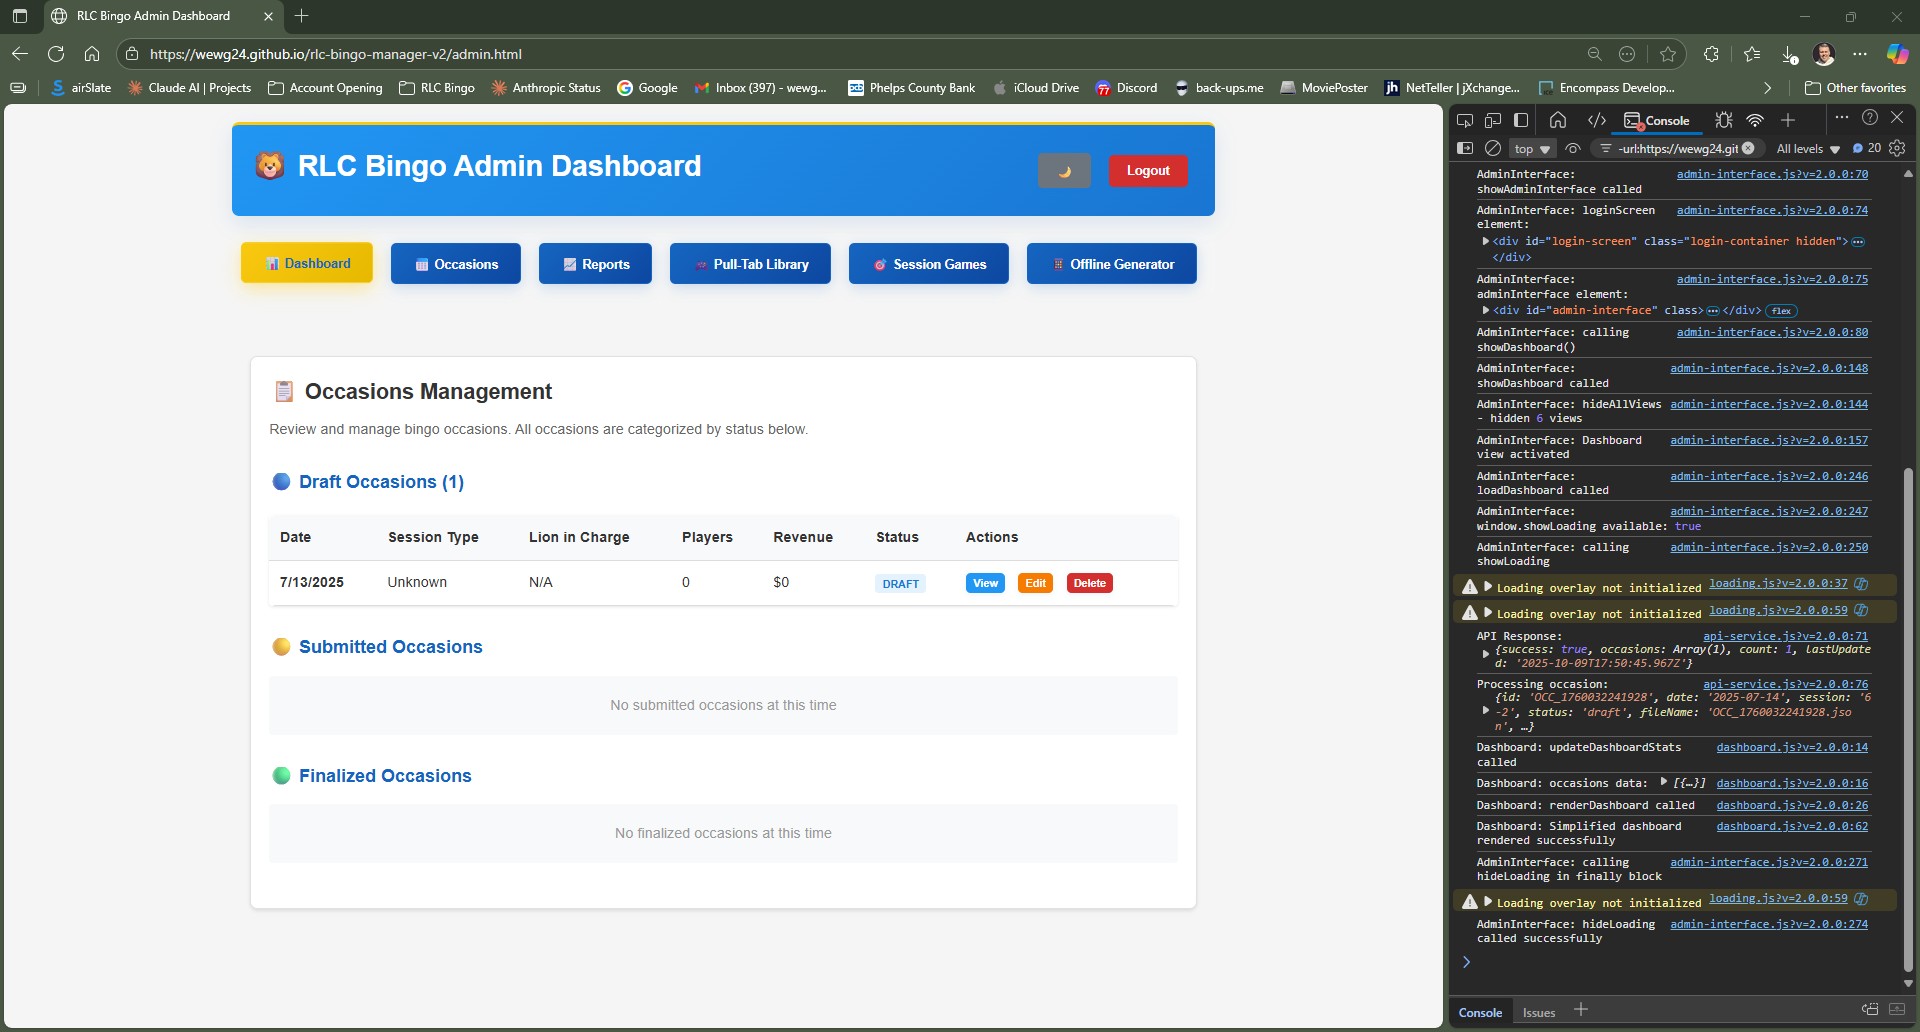 RLC Bingo Admin Dashboard
https://wewg24.github.io/rlc-bingo-manager-v2/admin.html
airSlate
Claude AI | Projects
Account Opening
RLC Bingo
Anthropic Status
Google
Inbox (397) - wewg...
Phelps County Bank
iCloud Drive
Discord
back-ups.me
MoviePoster
NetTeller | jXchange...
Encompass Develop...
Other favorites
RLC Bingo Admin Dashboard
Logout
Dashboard
Occasions
Reports
Pull-Tab Library
Session Games
Offline Generator
Occasions Management
Review and manage bingo occasions. All occasions are categorized by status below.
Draft Occasions (1)
Date Session Type Lion in Charge Players Revenue Status Actions
7/13/2025 Unknown N/A 0 $0 DRAFT View Edit Delete
Submitted Occasions
No submitted occasions at this time
Finalized Occasions
No finalized occasions at this time
Console
top
-url:https://wewg24.git
All levels
20
AdminInterface: admin-interface.js?v=2.0.0:70
showAdminInterface called
AdminInterface: loginScreen admin-interface.js?v=2.0.0:74
element:
<div id="login-screen" class="login-container hidden">
</div>
AdminInterface: admin-interface.js?v=2.0.0:75
adminInterface element:
<div id="admin-interface" class>…</div> flex
AdminInterface: calling admin-interface.js?v=2.0.0:80
showDashboard()
AdminInterface: admin-interface.js?v=2.0.0:148
showDashboard called
AdminInterface: hideAllViews admin-interface.js?v=2.0.0:144
- hidden 6 views
AdminInterface: Dashboard admin-interface.js?v=2.0.0:157
view activated
AdminInterface: admin-interface.js?v=2.0.0:246
loadDashboard called
AdminInterface: admin-interface.js?v=2.0.0:247
window.showLoading available: true
AdminInterface: calling admin-interface.js?v=2.0.0:250
showLoading
Loading overlay not initialized loading.js?v=2.0.0:37
Loading overlay not initialized loading.js?v=2.0.0:59
API Response: api-service.js?v=2.0.0:71
{success: true, occasions: Array(1), count: 1, lastUpdate
d: '2025-10-09T17:50:45.967Z'}
Processing occasion: api-service.js?v=2.0.0:76
{id: 'OCC_1760032241928', date: '2025-07-14', session: '6
-2', status: 'draft', fileName: 'OCC_1760032241928.jso
n', …}
Dashboard: updateDashboardStats dashboard.js?v=2.0.0:14
called
Dashboard: occasions data: [{…}] dashboard.js?v=2.0.0:16
Dashboard: renderDashboard called dashboard.js?v=2.0.0:26
Dashboard: Simplified dashboard dashboard.js?v=2.0.0:62
rendered successfully
AdminInterface: calling admin-interface.js?v=2.0.0:271
hideLoading in finally block
Loading overlay not initialized loading.js?v=2.0.0:59
AdminInterface: hideLoading admin-interface.js?v=2.0.0:274
called successfully
Console
Issues